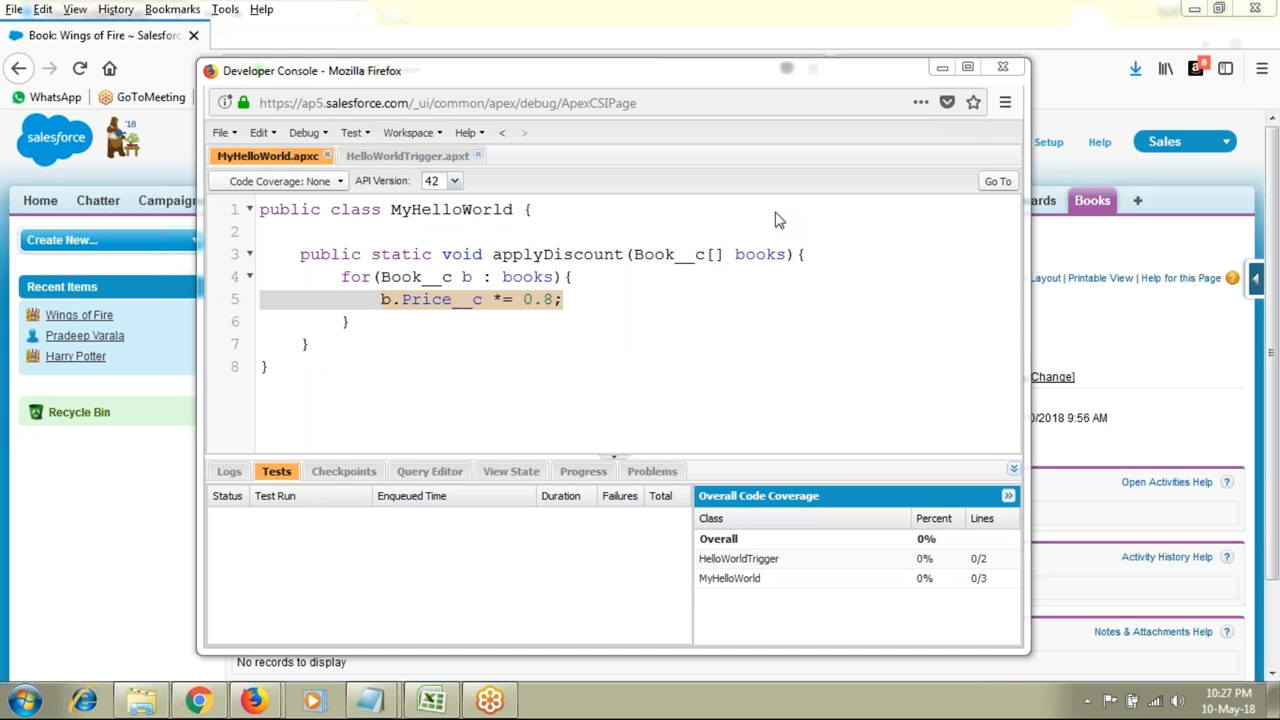 File Edit View History Bookmarks Tools Help
Book: Wings of Fire ~ Salesforc
WhatsApp GoToMeeting
salesforce '18
Home Chatter Campaign
Create New...
Recent Items
Wings of Fire
Pradeep Varala
Harry Potter
Recycle Bin
Developer Console - Mozilla Firefox
https://ap5.salesforce.com/_ui/common/apex/debug/ApexCSIPage
File Edit Debug Test Workspace Help < >
MyHelloWorld.apxc HelloWorldTrigger.apxt
Code Coverage: None API Version: 42 Go To
1 public class MyHelloWorld {
2
3 public static void applyDiscount(Book__c[] books){
4 for(Book__c b : books){
5 b.Price__c *= 0.8;
6 }
7 }
8 }
Logs Tests Checkpoints Query Editor View State Progress Problems
Status Test Run Enqueued Time Duration Failures Total
Overall Code Coverage
Class Percent Lines
Overall 0%
HelloWorldTrigger 0% 0/2
MyHelloWorld 0% 0/3
8
Setup Help Sales
ards Books +
Layout | Printable View | Help for this Page
Change]
0/2018 9:56 AM
Open Activities Help ?
Activity History Help ?
Notes & Attachments Help ?
No records to display
10:27 PM
10-May-18